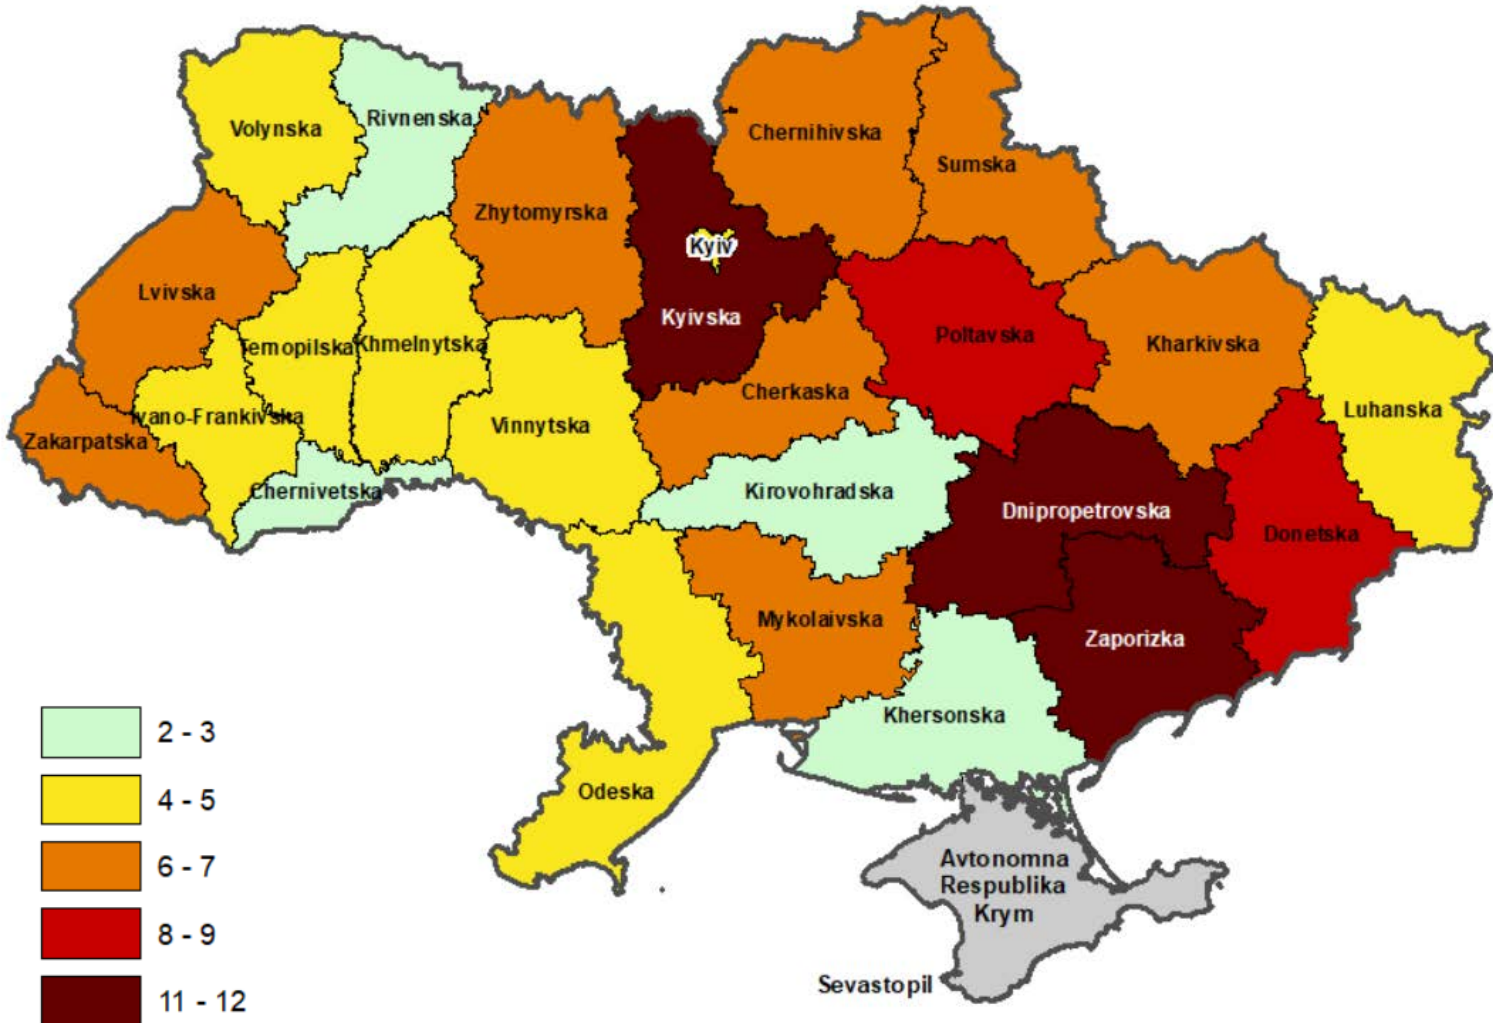 Volynska
Rivnenska
Chernihivska
Sumska
Zhytomyrska
Kyiv
Lvivska
Kyivska
Ternopilska
Khmelnytska
Poltavska
Kharkivska
Cherkaska
Luhanska
Ivano-Frankivska
Vinnytska
Zakarpatska
Chernivetska
Kirovohradska
Dnipropetrovska
Donetska
Mykolaivska
Zaporizka
Khersonska
Odeska
Avtonomna
Respublika
Krym
Sevastopil
2 - 3
4 - 5
6 - 7
8 - 9
11 - 12